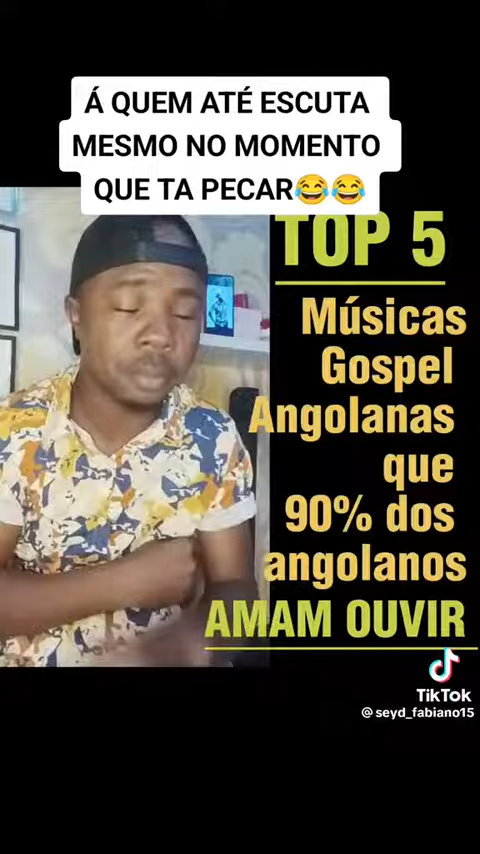 Á QUEM ATÉ ESCUTA
MESMO NO MOMENTO
QUE TA PECAR😂😂
TOP 5
Músicas
Gospel
Angolanas
que
90% dos
angolanos
AMAM OUVIR
TikTok
@seyd_fabiano15